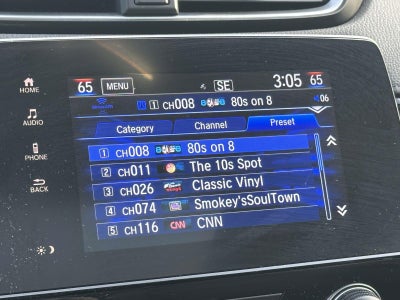 HOME
AUDIO
PHONE
BACK
65 MENU SE 3:05 65
1 CH008 80s on 8 06
Category Channel Preset
1 CH008 80s on 8
2 CH011 The 10s Spot
3 CH026 Classic Vinyl
4 CH074 Smokey'sSoulTown
5 CH116 CNN CNN